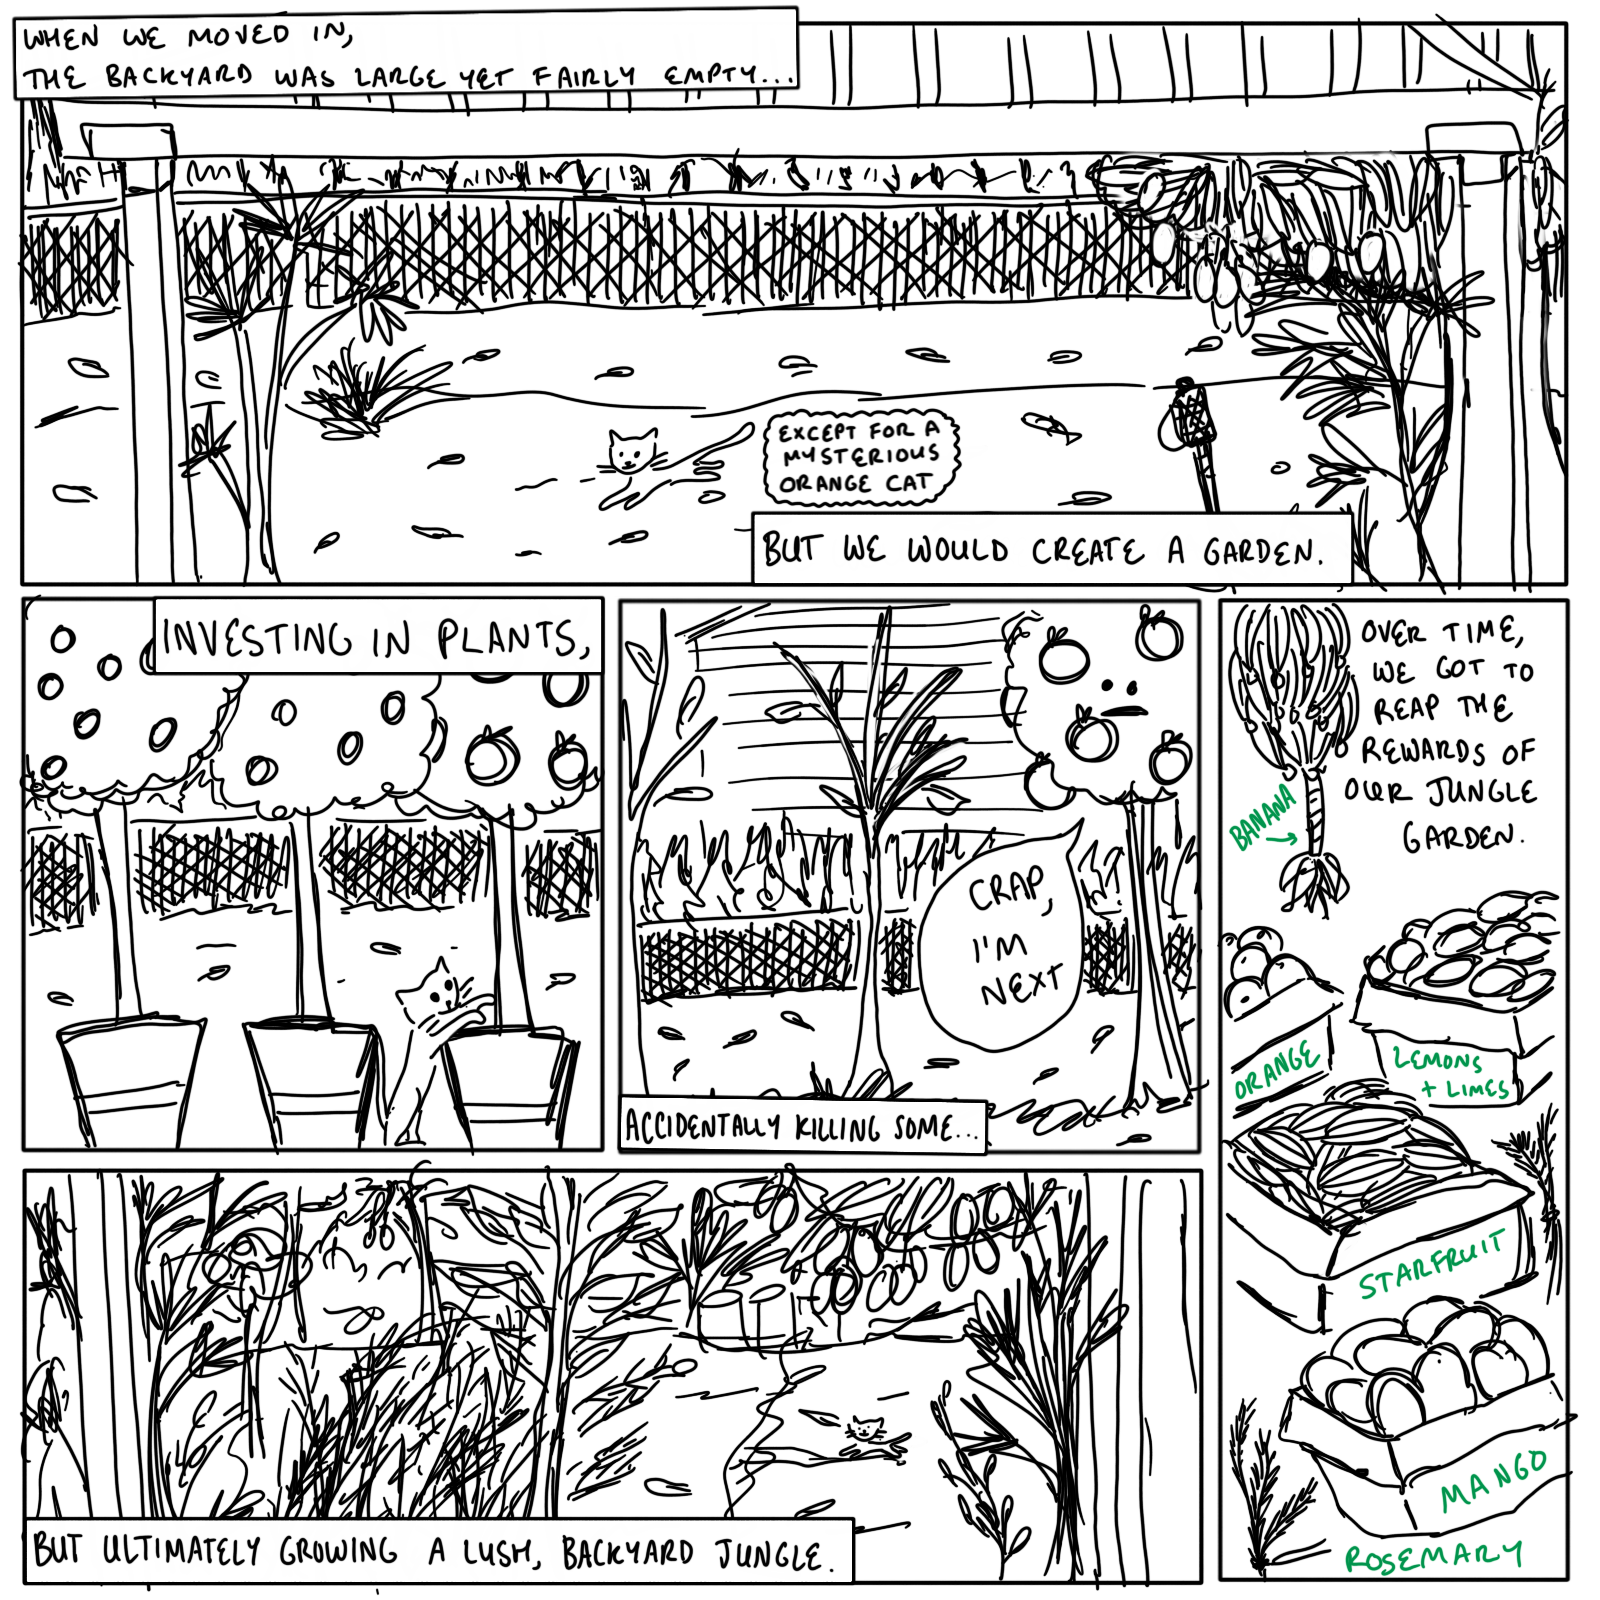 WHEN WE MOVED IN,
THE BACKYARD WAS LARGE YET FAIRLY EMPTY...
EXCEPT FOR A
MYSTERIOUS
ORANGE CAT
BUT WE WOULD CREATE A GARDEN.
INVESTING IN PLANTS,
CRAP,
I'M
NEXT
ACCIDENTALLY KILLING SOME...
BUT ULTIMATELY GROWING A LUSH, BACKYARD JUNGLE.
OVER TIME,
WE GOT TO
REAP THE
REWARDS OF
OUR JUNGLE
GARDEN.
BANANA
ORANGE
LEMONS
+ LIMES
STARFRUIT
MANGO
ROSEMARY